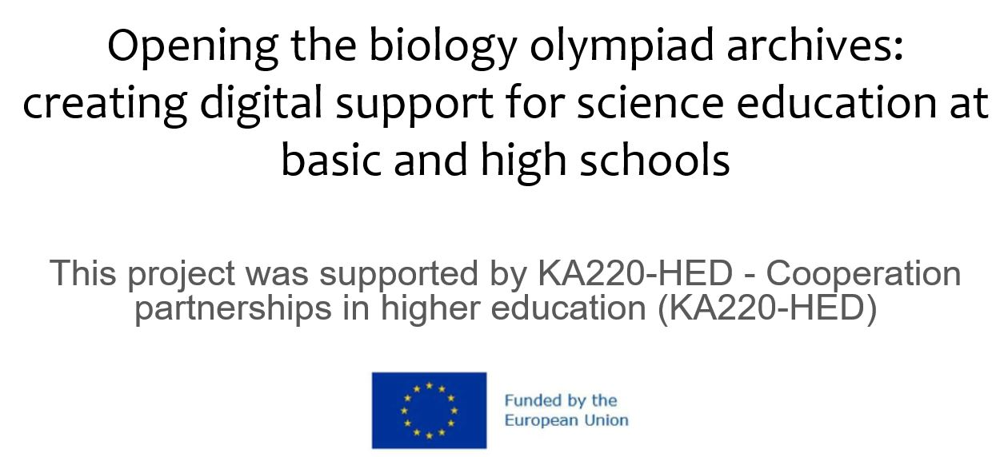 Opening the biology olympiad archives:
creating digital support for science education at
basic and high schools
This project was supported by KA220-HED - Cooperation
partnerships in higher education (KA220-HED)
Funded by the
European Union